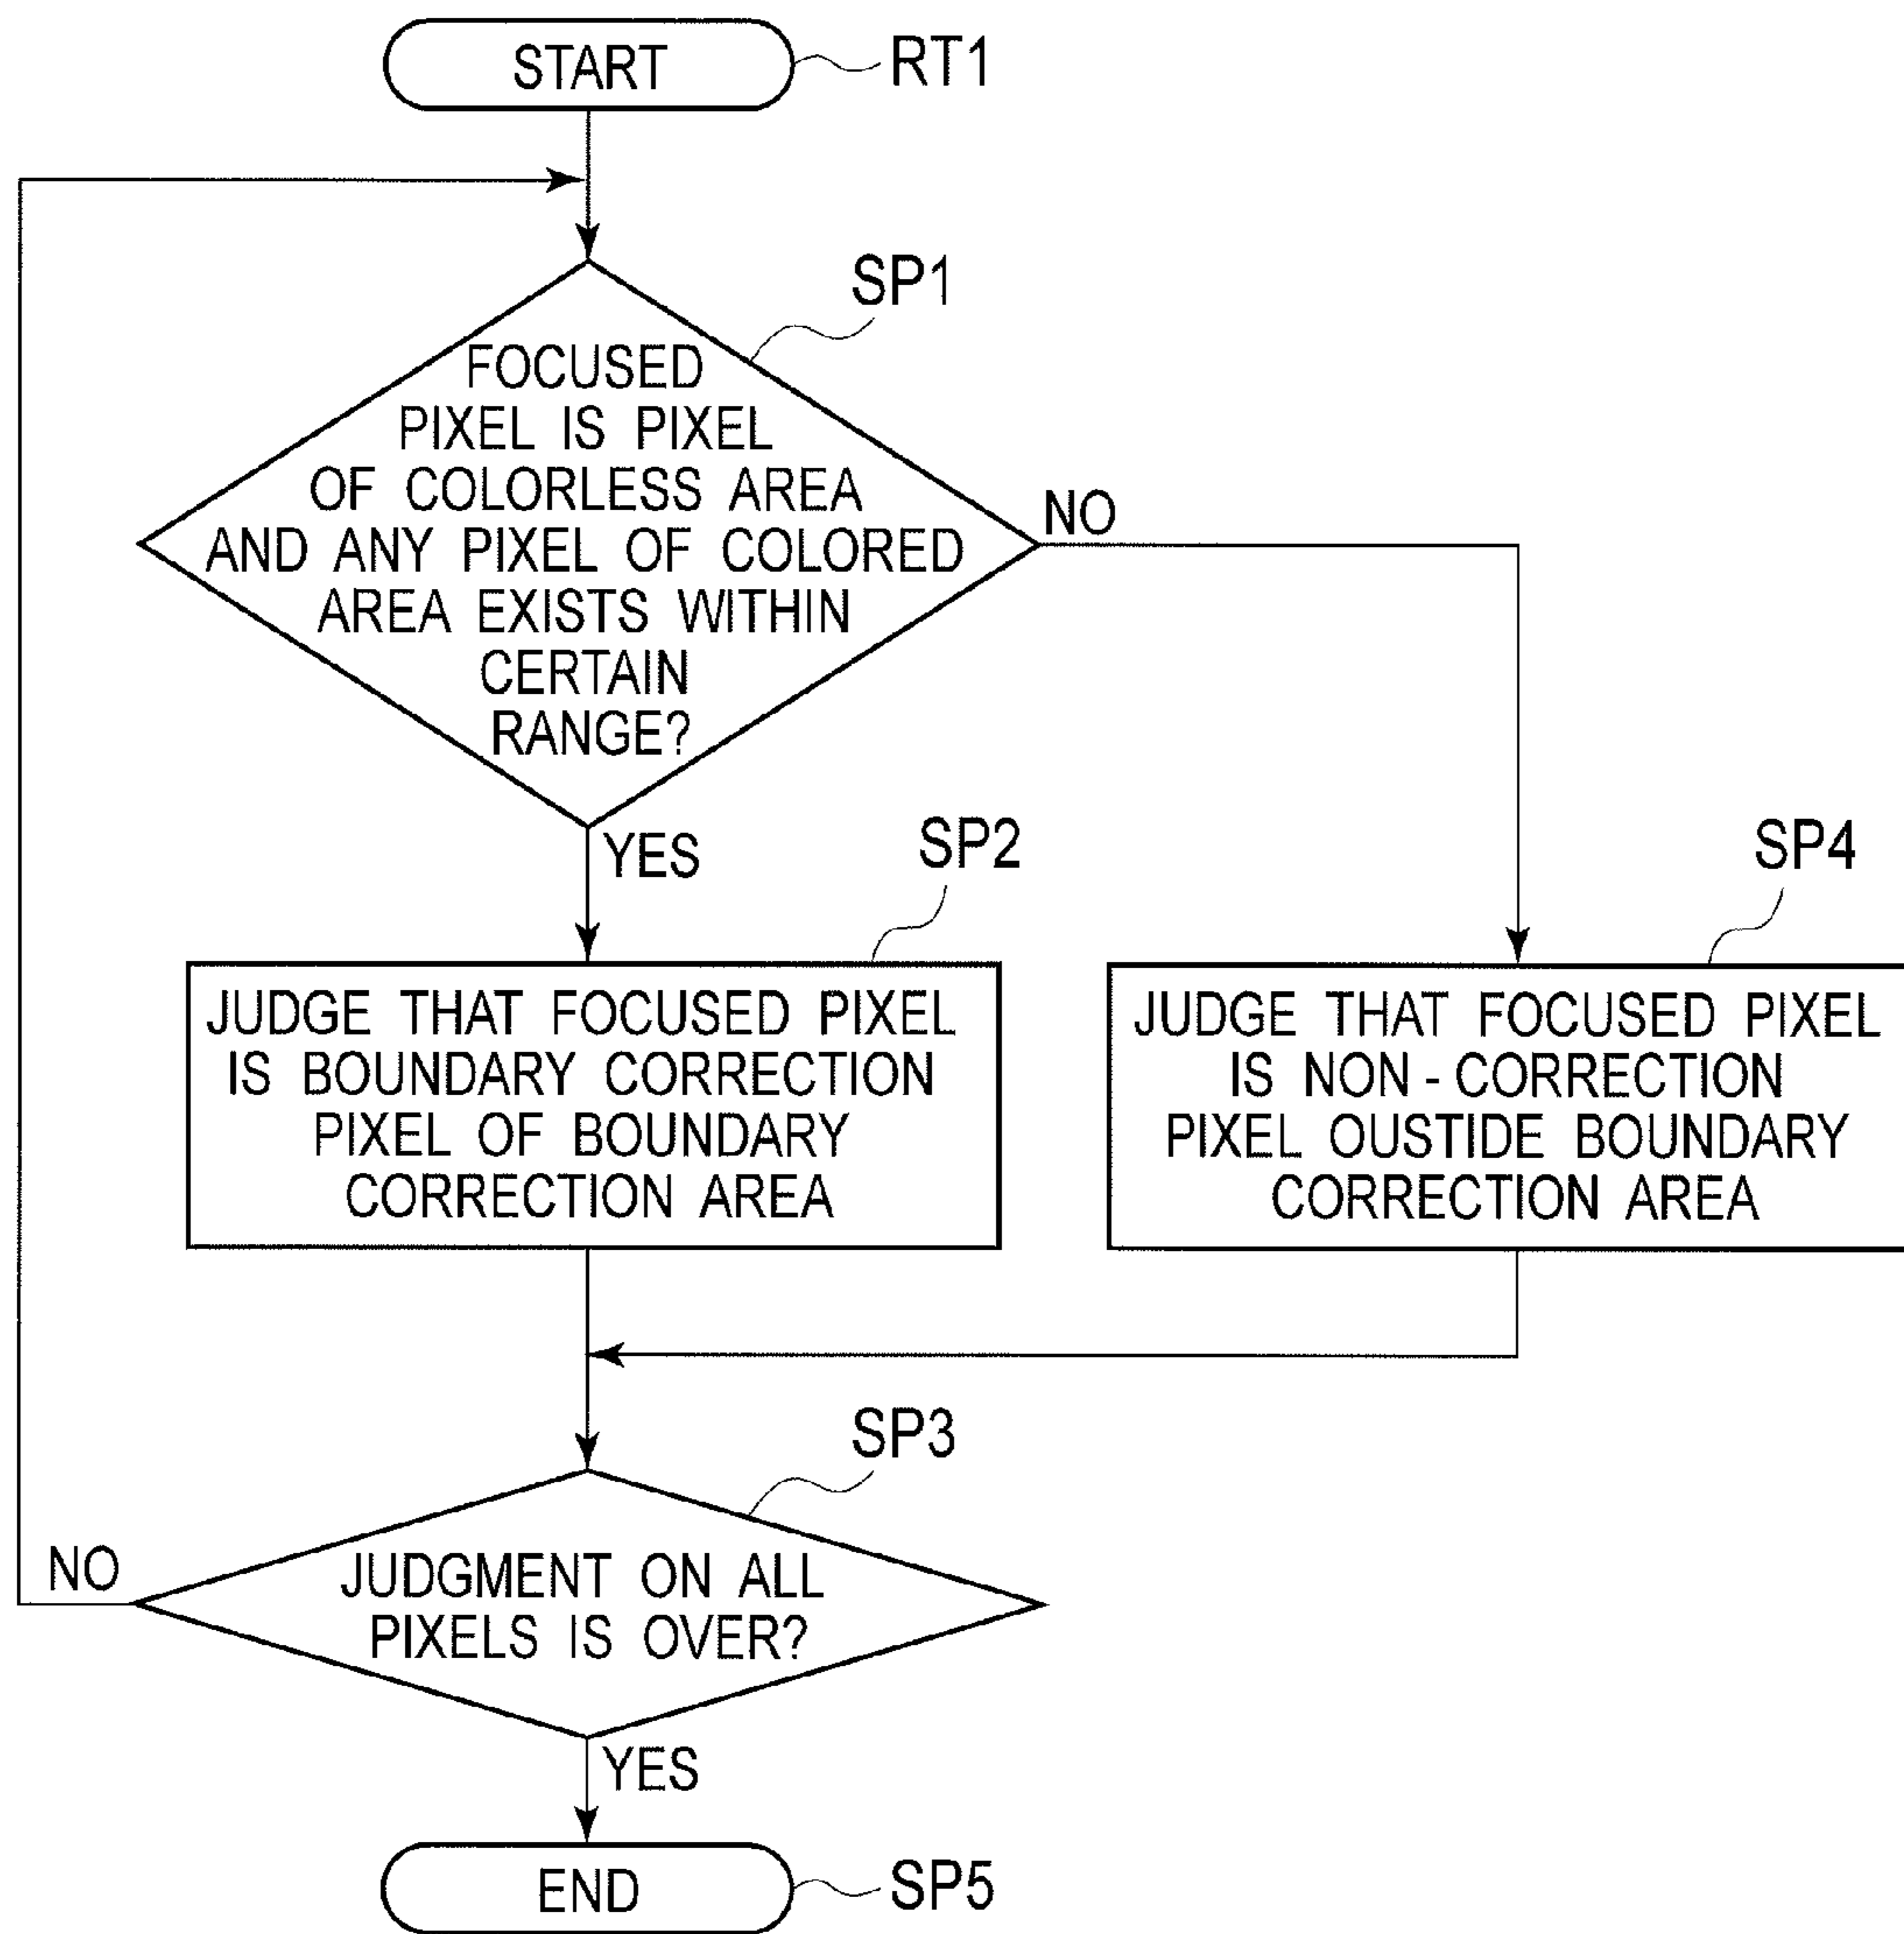 START
RT1
SP1
FOCUSED
PIXEL IS PIXEL
OF COLORLESS AREA
AND ANY PIXEL OF COLORED
AREA EXISTS WITHIN
CERTAIN
RANGE?
NO
YES
SP2
JUDGE THAT FOCUSED PIXEL
IS BOUNDARY CORRECTION
PIXEL OF BOUNDARY
CORRECTION AREA
SP4
JUDGE THAT FOCUSED PIXEL
IS NON - CORRECTION
PIXEL OUSTIDE BOUNDARY
CORRECTION AREA
SP3
JUDGMENT ON ALL
PIXELS IS OVER?
NO
YES
END
SP5